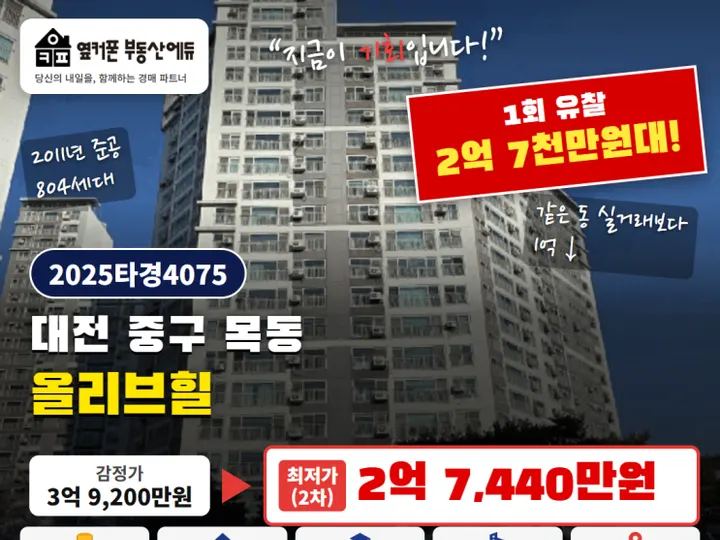 옆커폰 부동산에듀
당신의 내일을, 함께하는 경매 파트너
“지금이 기회입니다!”
1회 유찰
2억 7천만원대!
2011년 준공
804세대
같은 동 실거래보다
1억 ↓
2025타경4075
대전 중구 목동
올리브힐
감정가
3억 9,200만원
최저가
(2차)
2억 7,440만원